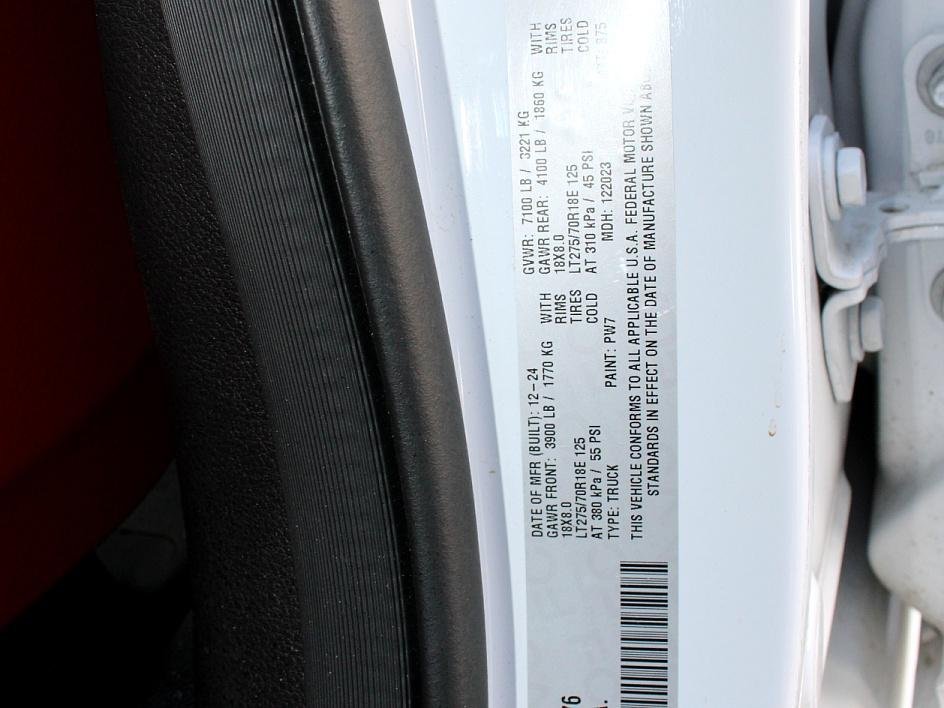 DATE OF MFR (BUILT): 12-24 GVWR: 7100 LB / 3221 KG
GAWR FRONT: 3900 LB / 1770 KG WITH GAWR REAR: 4100 LB / 1860 KG WITH
18X8.0 RIMS 18X8.0 RIMS
LT275/70R18E 125 TIRES LT275/70R18E 125 TIRES
AT 380 kPa / 55 PSI COLD AT 310 kPa / 45 PSI COLD
TYPE: TRUCK PAINT: PW7 MDH: 122023 875
THIS VEHICLE CONFORMS TO ALL APPLICABLE U.S.A. FEDERAL MOTOR
STANDARDS IN EFFECT ON THE DATE OF MANUFACTURE SHOWN